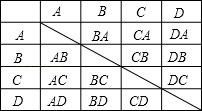 A B C D
A BA CA DA
B AB CB DB
C AC BC DC
D AD BD CD